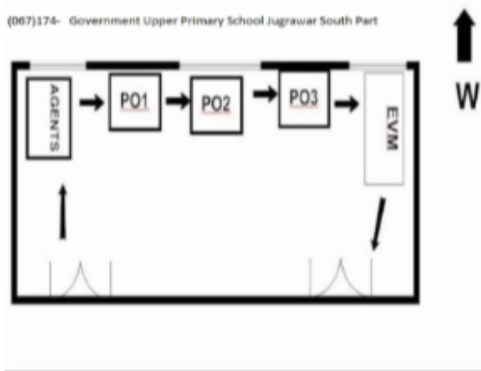 (067)174- Government Upper Primary School Jugrawar South Part
AGENTS
PO1
PO2
PO3
EVM
W